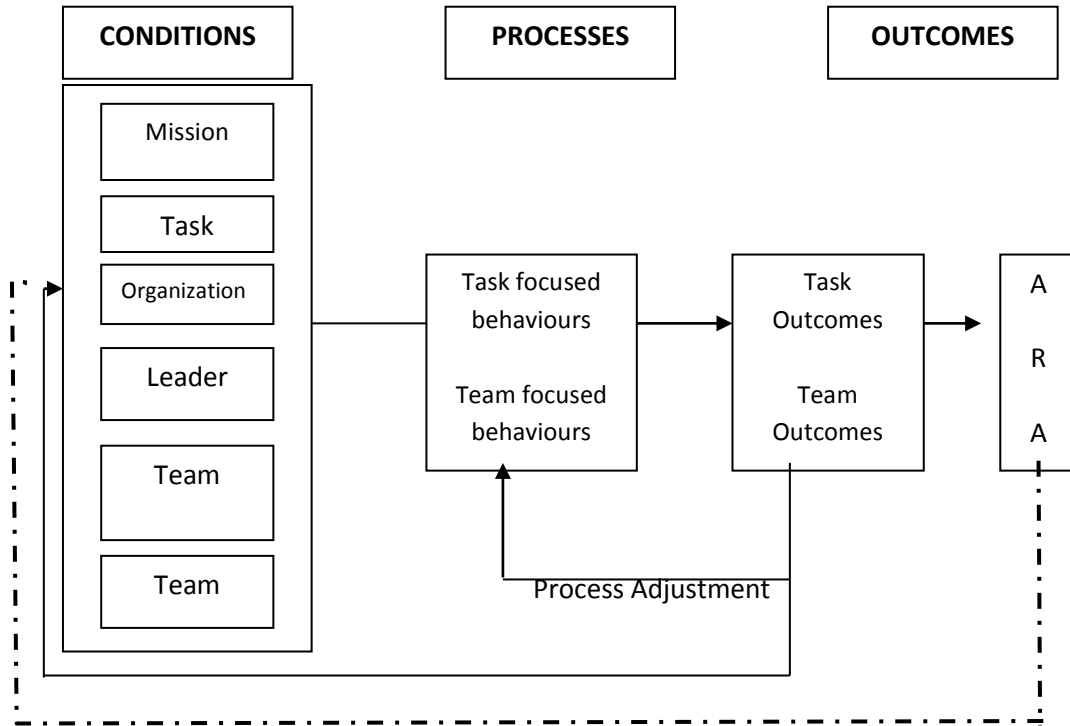 CONDITIONS
PROCESSES
OUTCOMES
Mission
Task
Organization
Leader
Team
Team
Task focused
behaviours
Team focused
behaviours
Task
Outcomes
Team
Outcomes
A
R
A
Process Adjustment